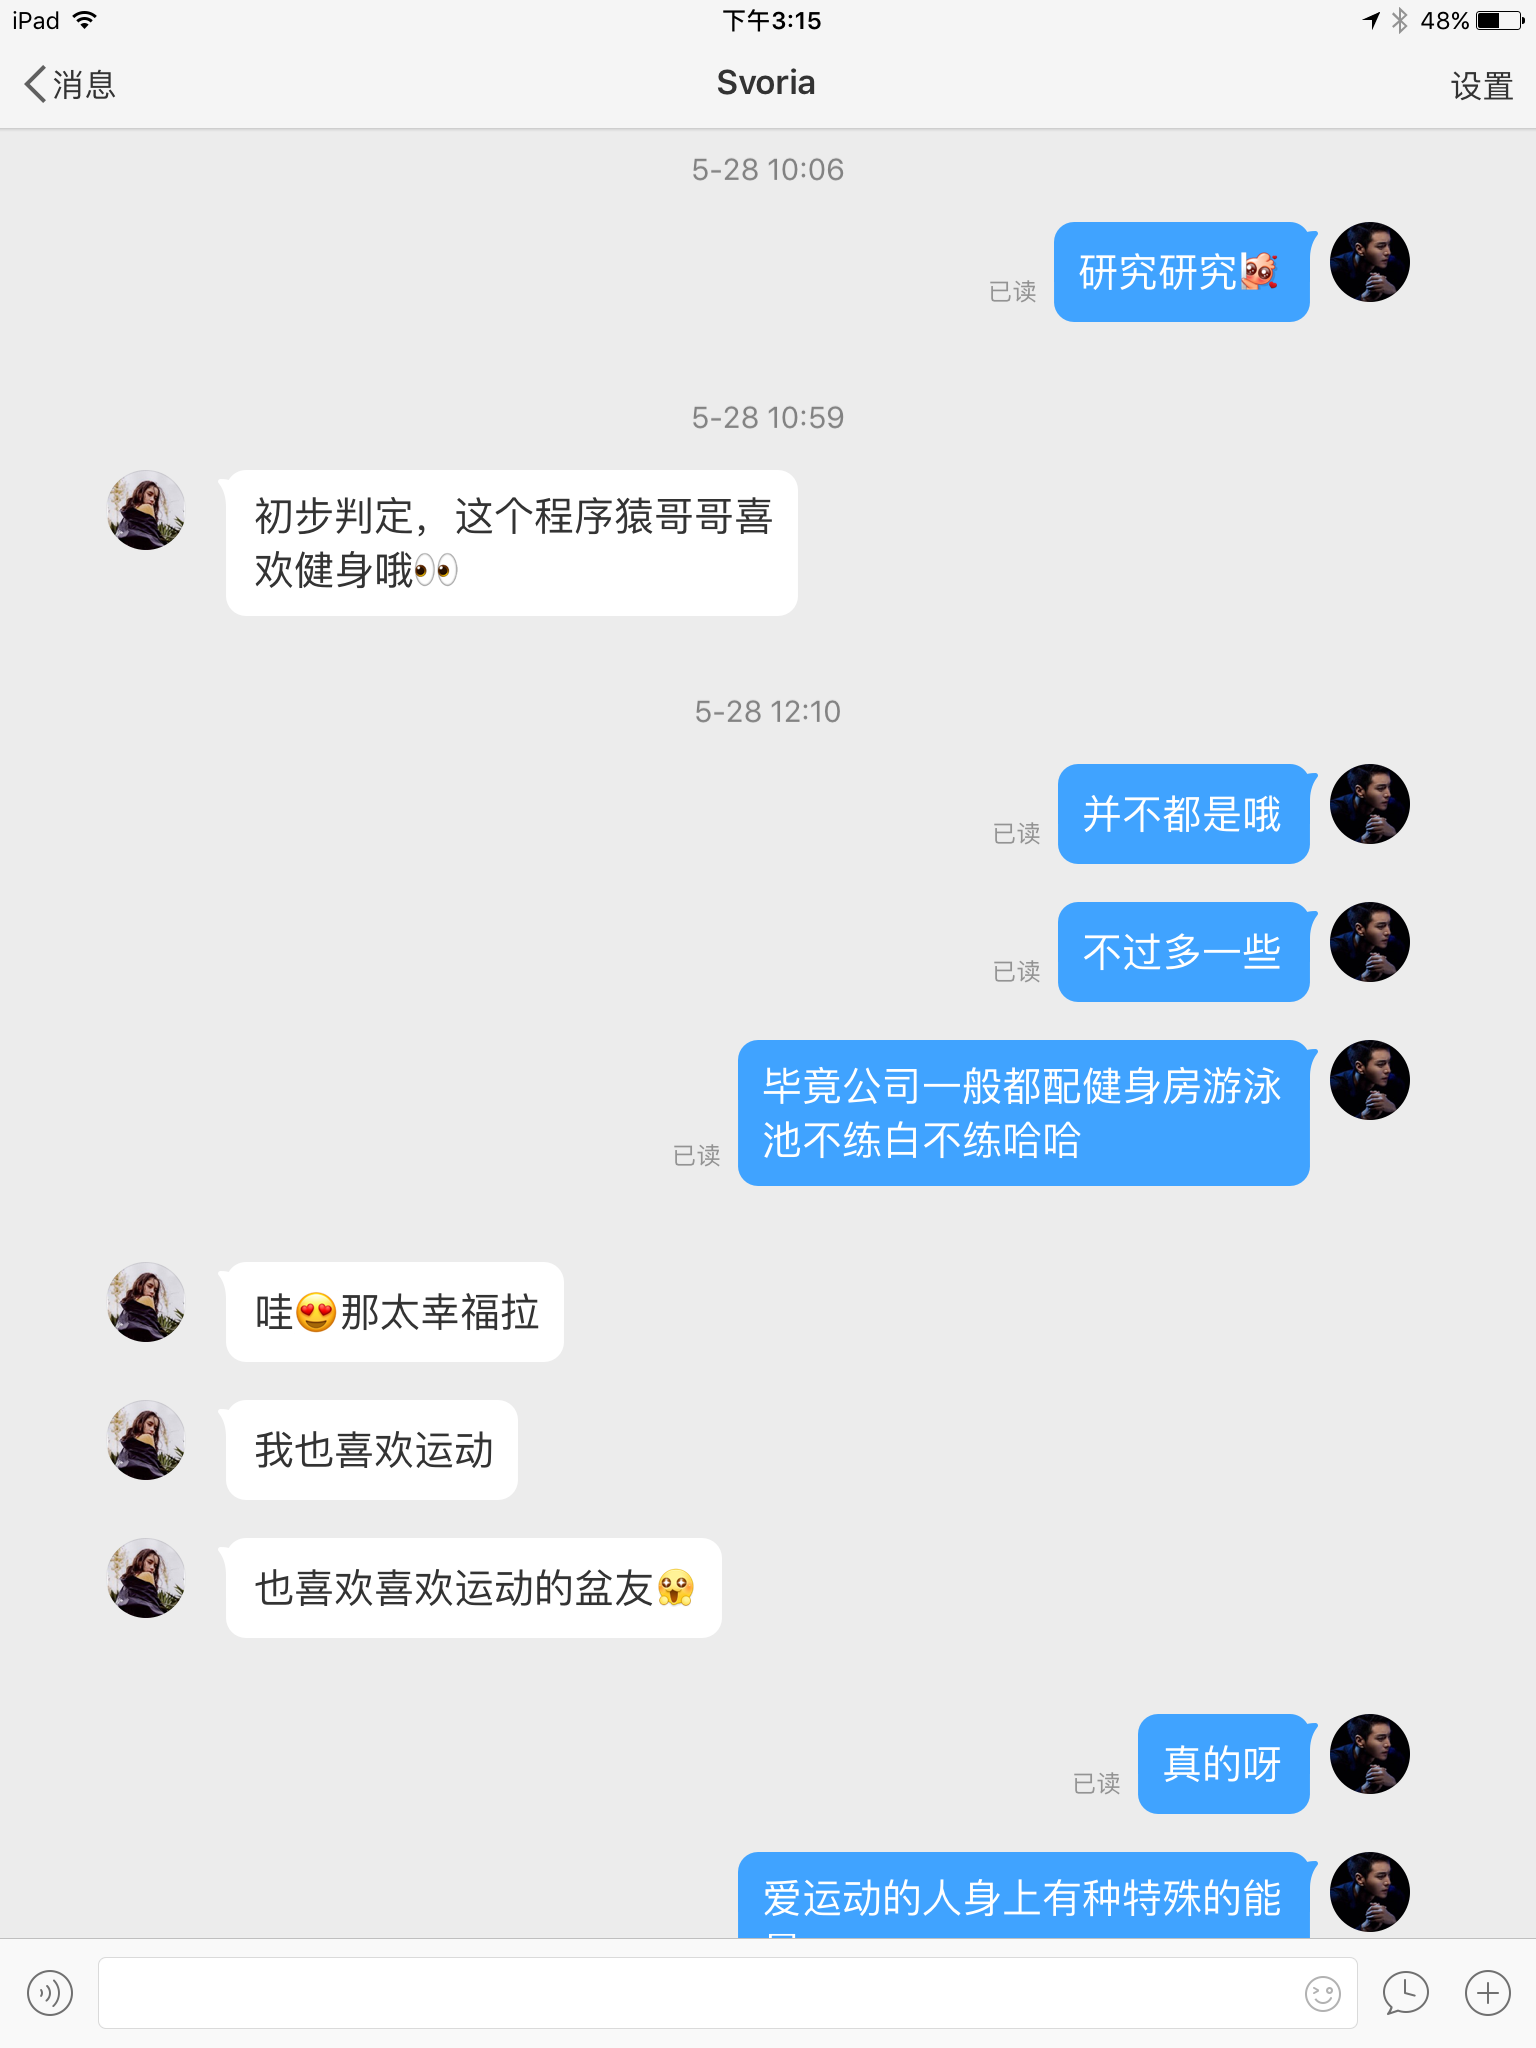 iPad
下午3:15
48%
消息
Svoria
设置
5-28 10:06
已读
研究研究
5-28 10:59
初步判定，这个程序猿哥哥喜
欢健身哦👀
5-28 12:10
已读
并不都是哦
已读
不过多一些
已读
毕竟公司一般都配健身房游泳
池不练白不练哈哈
哇😍那太幸福拉
我也喜欢运动
也喜欢喜欢运动的盆友
已读
真的呀
爱运动的人身上有种特殊的能